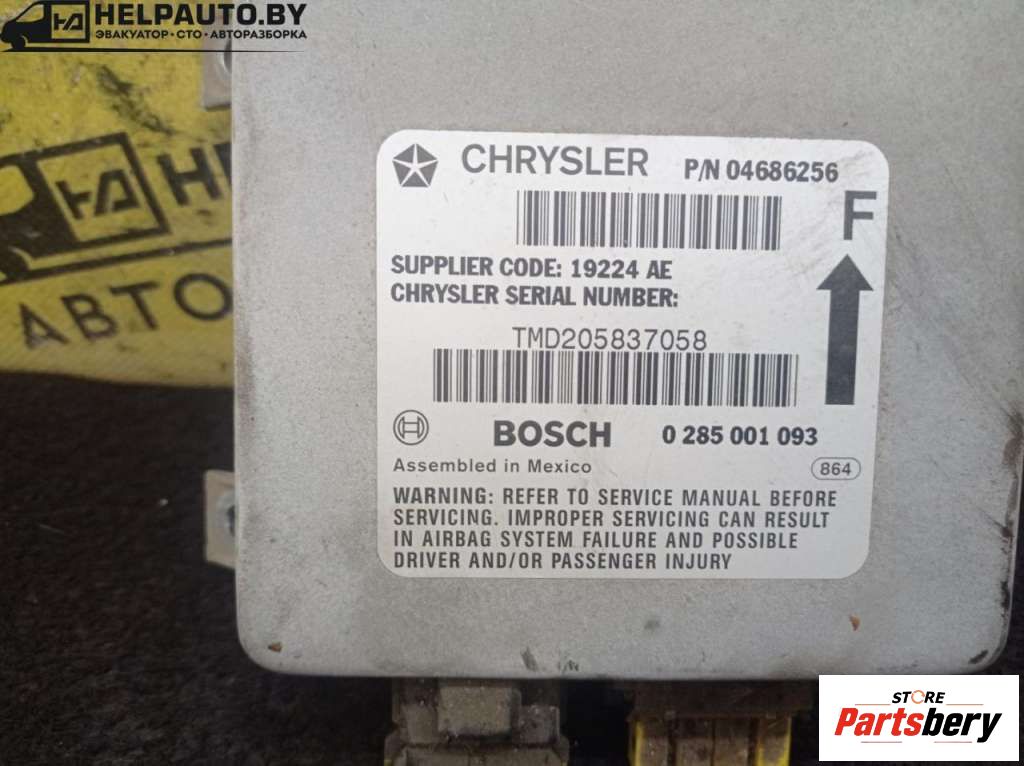 HELPAUTO.BY
ЭВАКУАТОР · СТО · АВТОРАЗБОРКА
АВТО
CHRYSLER P/N 04686256
F
SUPPLIER CODE: 19224 AE
CHRYSLER SERIAL NUMBER:
TMD205837058
BOSCH 0 285 001 093
Assembled in Mexico 864
WARNING: REFER TO SERVICE MANUAL BEFORE
SERVICING. IMPROPER SERVICING CAN RESULT
IN AIRBAG SYSTEM FAILURE AND POSSIBLE
DRIVER AND/OR PASSENGER INJURY
STORE
Partsbery